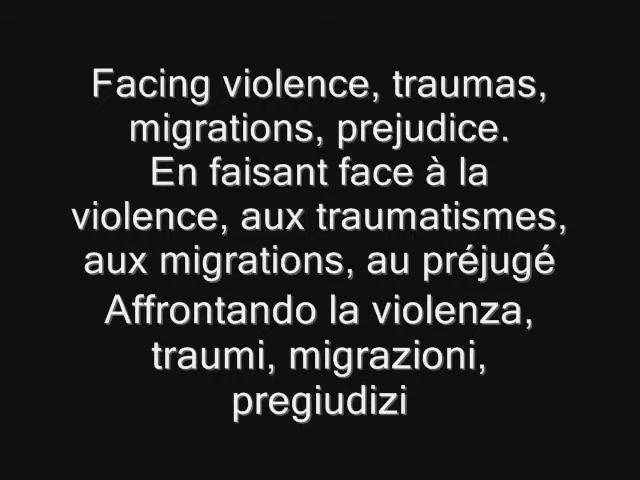 Facing violence, traumas,
migrations, prejudice.
En faisant face à la
violence, aux traumatismes,
aux migrations, au préjugé
Affrontando la violenza,
traumi, migrazioni,
pregiudizi